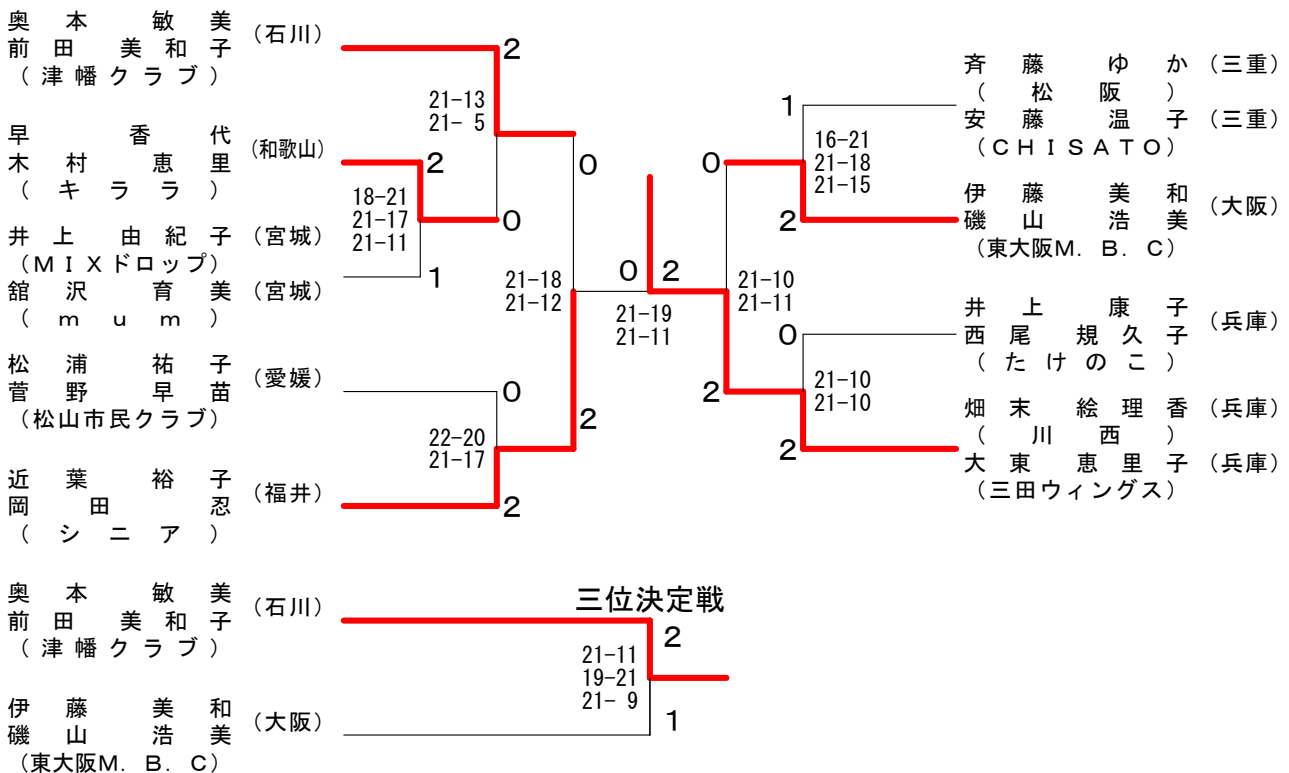 奥本敏美
前田美和子
(石川)
(津幡クラブ)
早香代
木村恵里
(和歌山)
(キララ)
井上由紀子(宮城)
(MIXドロップ)
舘沢育美(宮城)
(mum)
松浦祐子
菅野早苗
(愛媛)
(松山市民クラブ)
近葉裕子
岡田忍
(福井)
(シニア)
2
21-13
21- 5
2
18-21
21-17
21-11
0
1
0
21-18
21-12
0
22-20
21-17
2
2
0
2
21-19
21-11
斉藤ゆか(三重)
(松阪)
安藤温子(三重)
(CHISATO)
伊藤美和
磯山浩美
(大阪)
(東大阪M. B. C)
井上康子
西尾規久子
(兵庫)
(たけのこ)
畑末絵理香(兵庫)
(川西)
大東恵里子(兵庫)
(三田ウィングス)
1
16-21
21-18
21-15
0
2
21-10
21-11
0
21-10
21-10
2
2
三位決定戦
奥本敏美
前田美和子
(石川)
(津幡クラブ)
伊藤美和
磯山浩美
(大阪)
(東大阪M. B. C)
2
21-11
19-21
21- 9
1